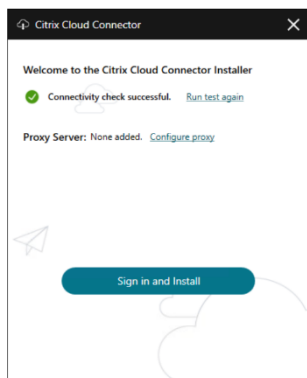 Citrix Cloud Connector
Welcome to the Citrix Cloud Connector Installer
Connectivity check successful. Run test again
Proxy Server: None added. Configure proxy
Sign in and Install